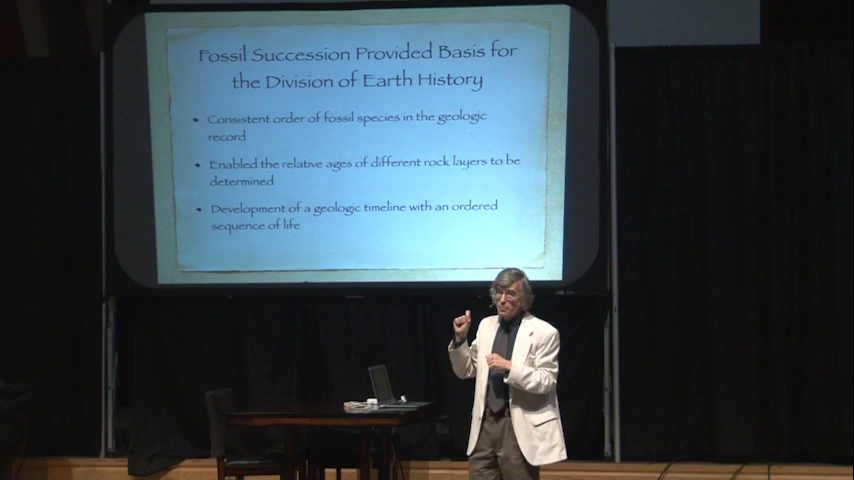 Fossil Succession Provided Basis for
the Division of Earth History
• Consistent order of fossil species in the geologic
record
• Enabled the relative ages of different rock layers to be
determined
• Development of a geologic timeline with an ordered
sequence of life